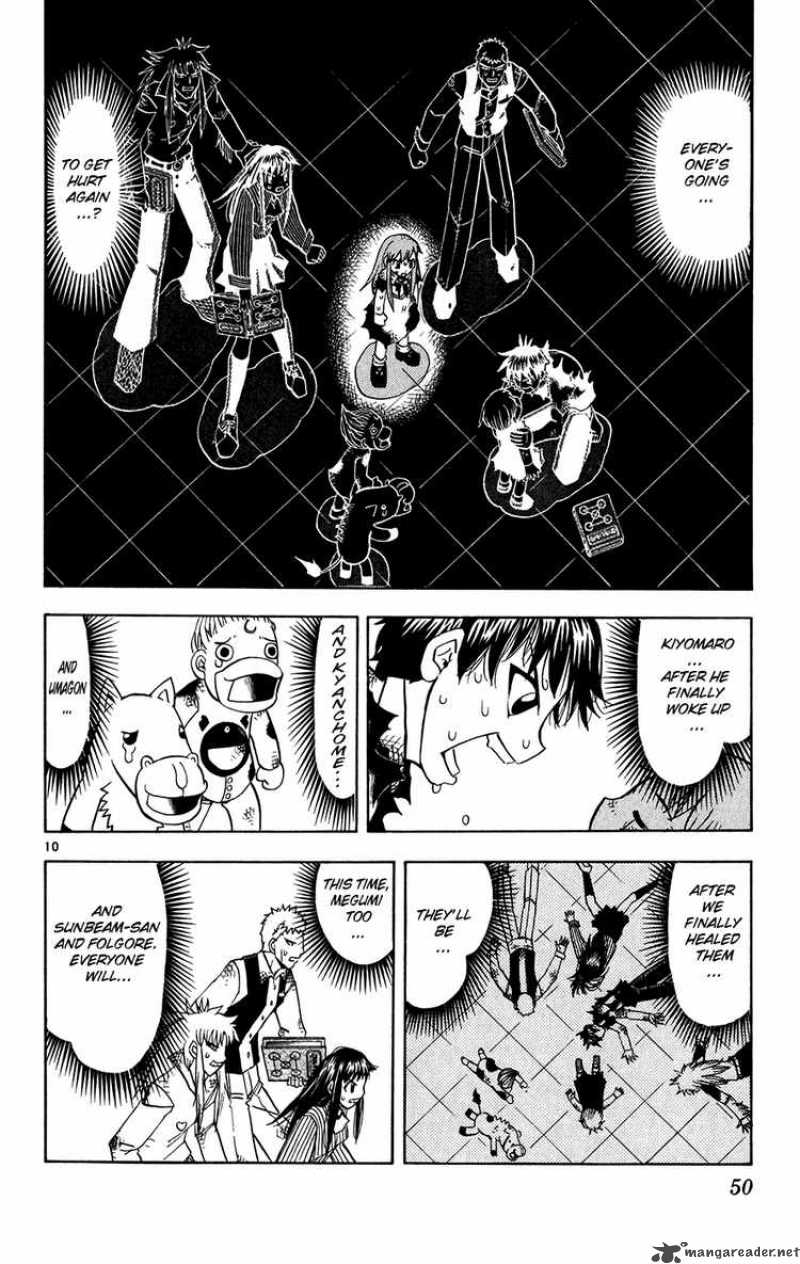 EVERY-
ONE'S
GOING
...
TO GET
HURT
AGAIN
...?
KIYOMARO
...
AFTER HE
FINALLY
WOKE UP
...
AND KYANCHOME...
AND
UMAGON
...
10
AFTER
WE
FINALLY
HEALED
THEM
...
THEY'LL
BE
...
THIS TIME,
MEGUMI
TOO
...
AND
SUNBEAM-SAN
AND FOLGORE.
EVERYONE
WILL...
50
mangareader.net